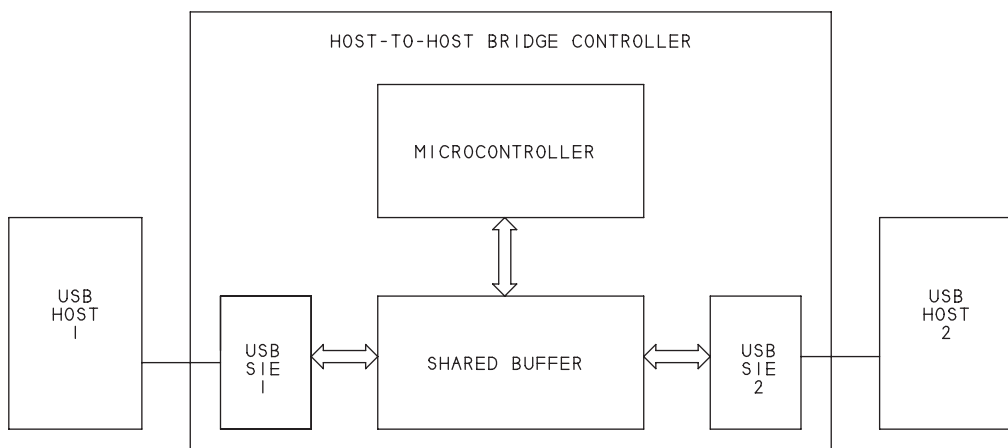 HOST-TO-HOST BRIDGE CONTROLLER
MICROCONTROLLER
USB
HOST
1
USB
SIE
1
SHARED BUFFER
USB
SIE
2
USB
HOST
2